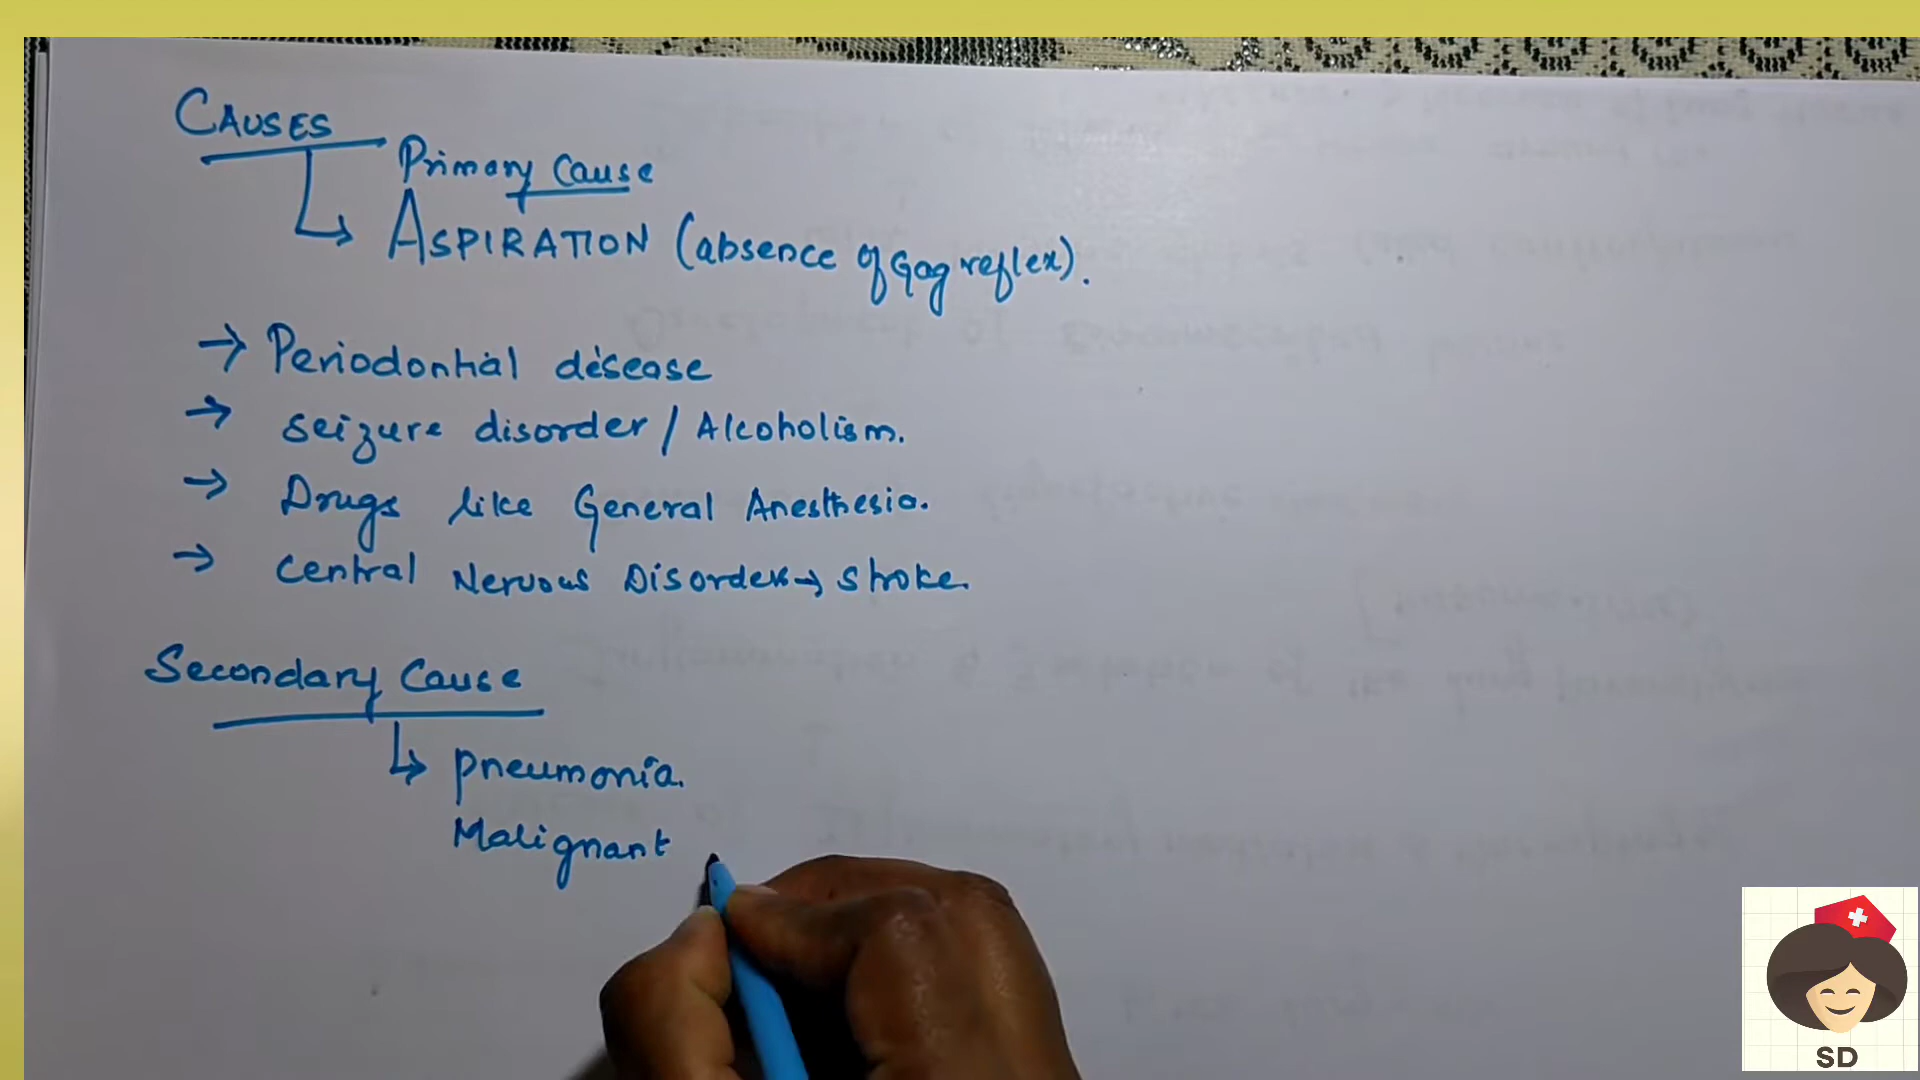 CAUSES
Primary Cause
ASPIRATION (absence of Gag reflex).
→ Periodontial disease
→ seizure disorder / Alcoholism.
→ Drugs like General Anesthesia.
→ Central Nervous Disorders → stroke.
Secondary Cause
↳ pneumonia.
Malignant
SD